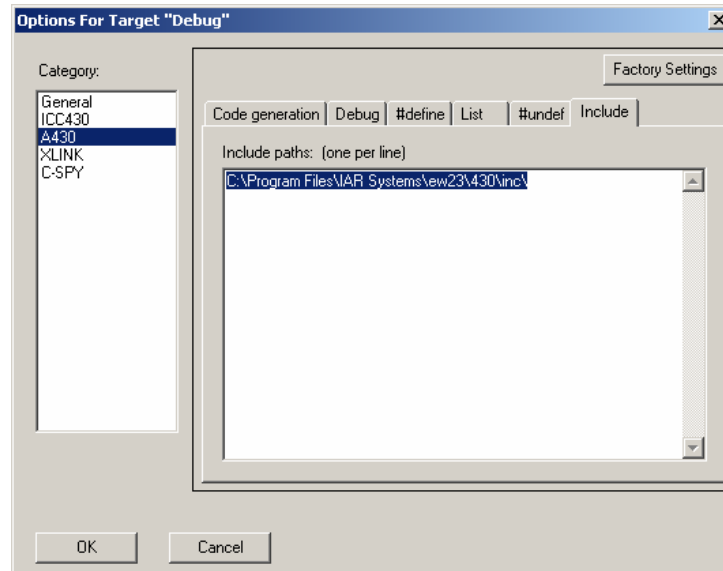 Options For Target "Debug"
Category:
Factory Settings
General
ICC430
A430
XLINK
C-SPY
Code generation Debug #define List #undef Include
Include paths: (one per line)
C:\Program Files\IAR Systems\ew23\430\inc\
OK Cancel